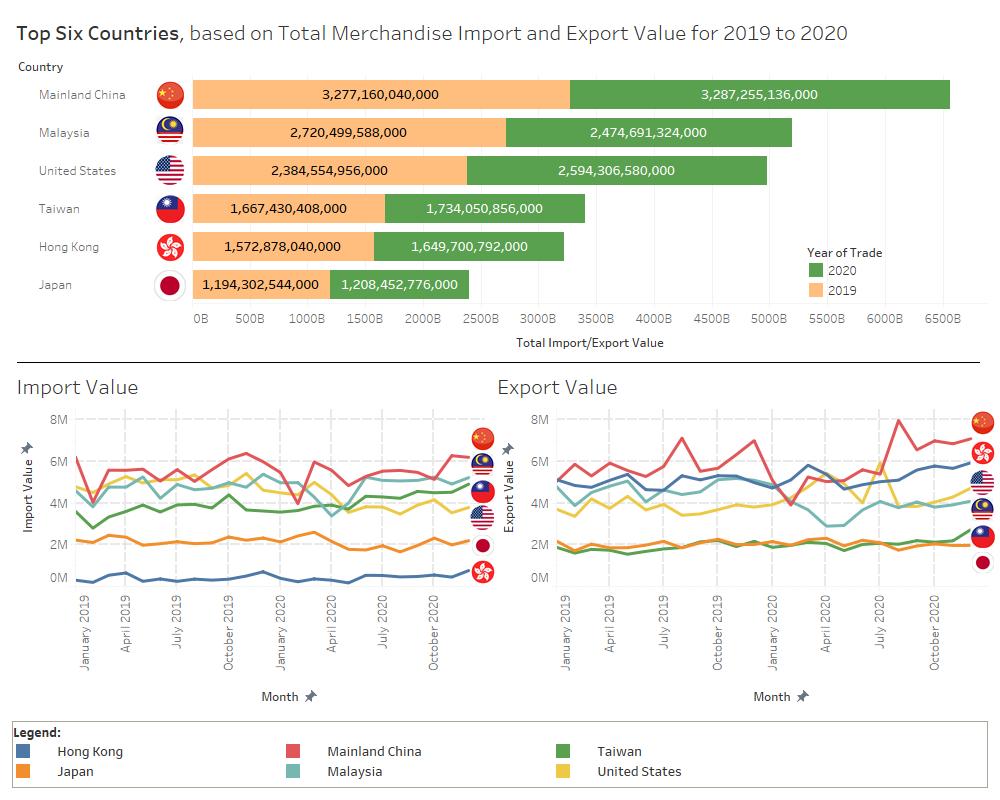 Top Six Countries, based on Total Merchandise Import and Export Value for 2019 to 2020
Country
Mainland China 3,277,160,040,000 3,287,255,136,000
Malaysia 2,720,499,588,000 2,474,691,324,000
United States 2,384,554,956,000 2,594,306,580,000
Taiwan 1,667,430,408,000 1,734,050,856,000
Hong Kong 1,572,878,040,000 1,649,700,792,000
Japan 1,194,302,544,000 1,208,452,776,000
Year of Trade
2020
2019
0B 500B 1000B 1500B 2000B 2500B 3000B 3500B 4000B 4500B 5000B 5500B 6000B 6500B
Total Import/Export Value
Import Value
8M
6M
4M
2M
0M
Import Value
January 2019
April 2019
July 2019
October 2019
January 2020
April 2020
July 2020
October 2020
Month
Export Value
8M
6M
4M
2M
0M
Export Value
January 2019
April 2019
July 2019
October 2019
January 2020
April 2020
July 2020
October 2020
Month
Legend:
Hong Kong Mainland China Taiwan
Japan Malaysia United States